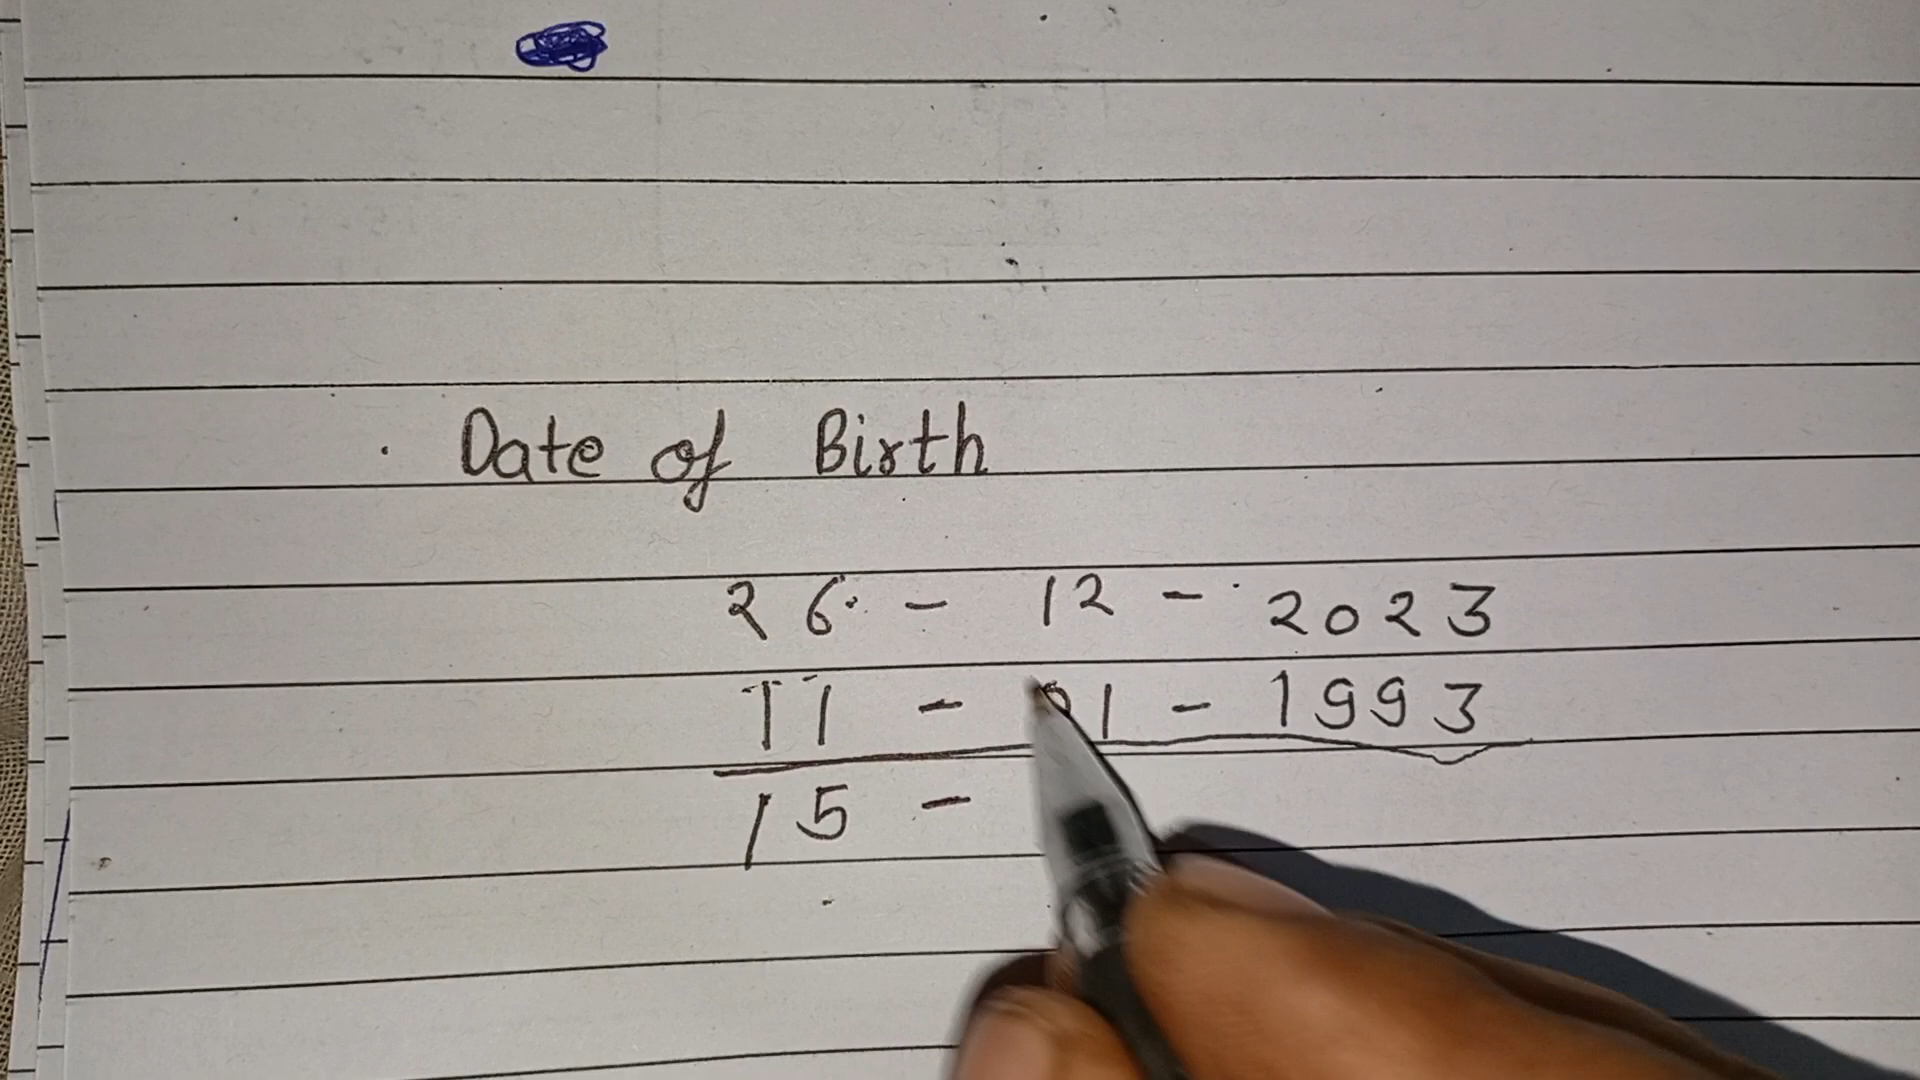 Date of Birth
26 - 12 - 2023
11 - 01 - 1993
15 -